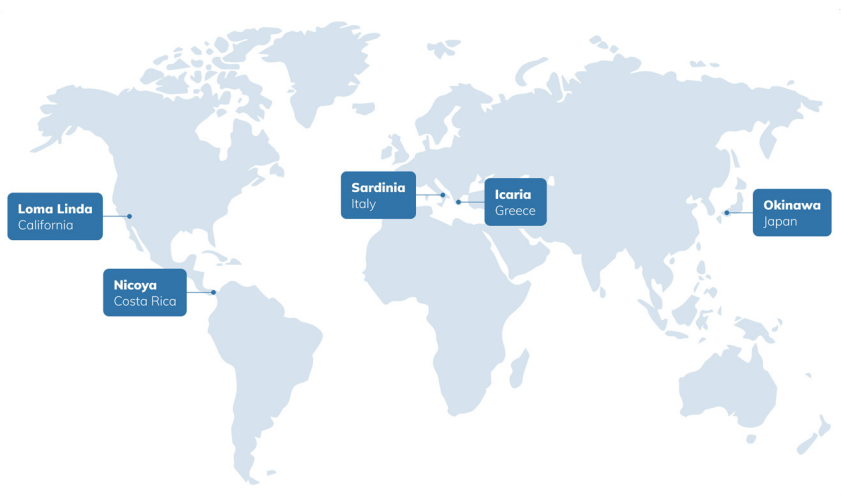 Loma Linda
California
Nicoya
Costa Rica
Sardinia
Italy
Icaria
Greece
Okinawa
Japan